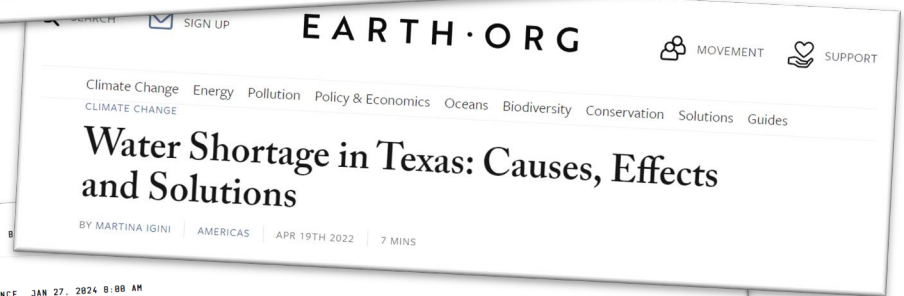 SEARCH SIGN UP EARTH·ORG MOVEMENT SUPPORT
Climate Change Energy Pollution Policy & Economics Oceans Biodiversity Conservation Solutions Guides
CLIMATE CHANGE
Water Shortage in Texas: Causes, Effects
and Solutions
BY MARTINA IGINI AMERICAS APR 19TH 2022 7 MINS
B
NCE JAN 27, 2024 8:00 AM